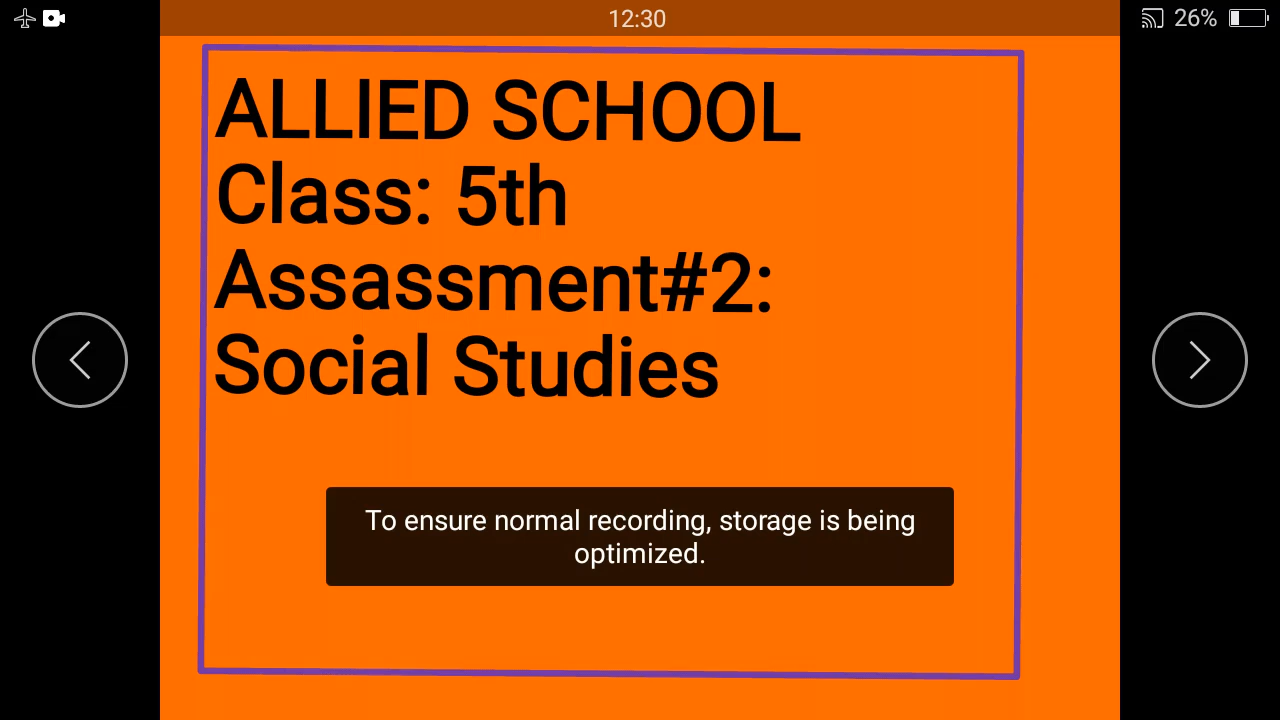 12:30
26%
ALLIED SCHOOL
Class: 5th
Assassment#2:
Social Studies
To ensure normal recording, storage is being
optimized.